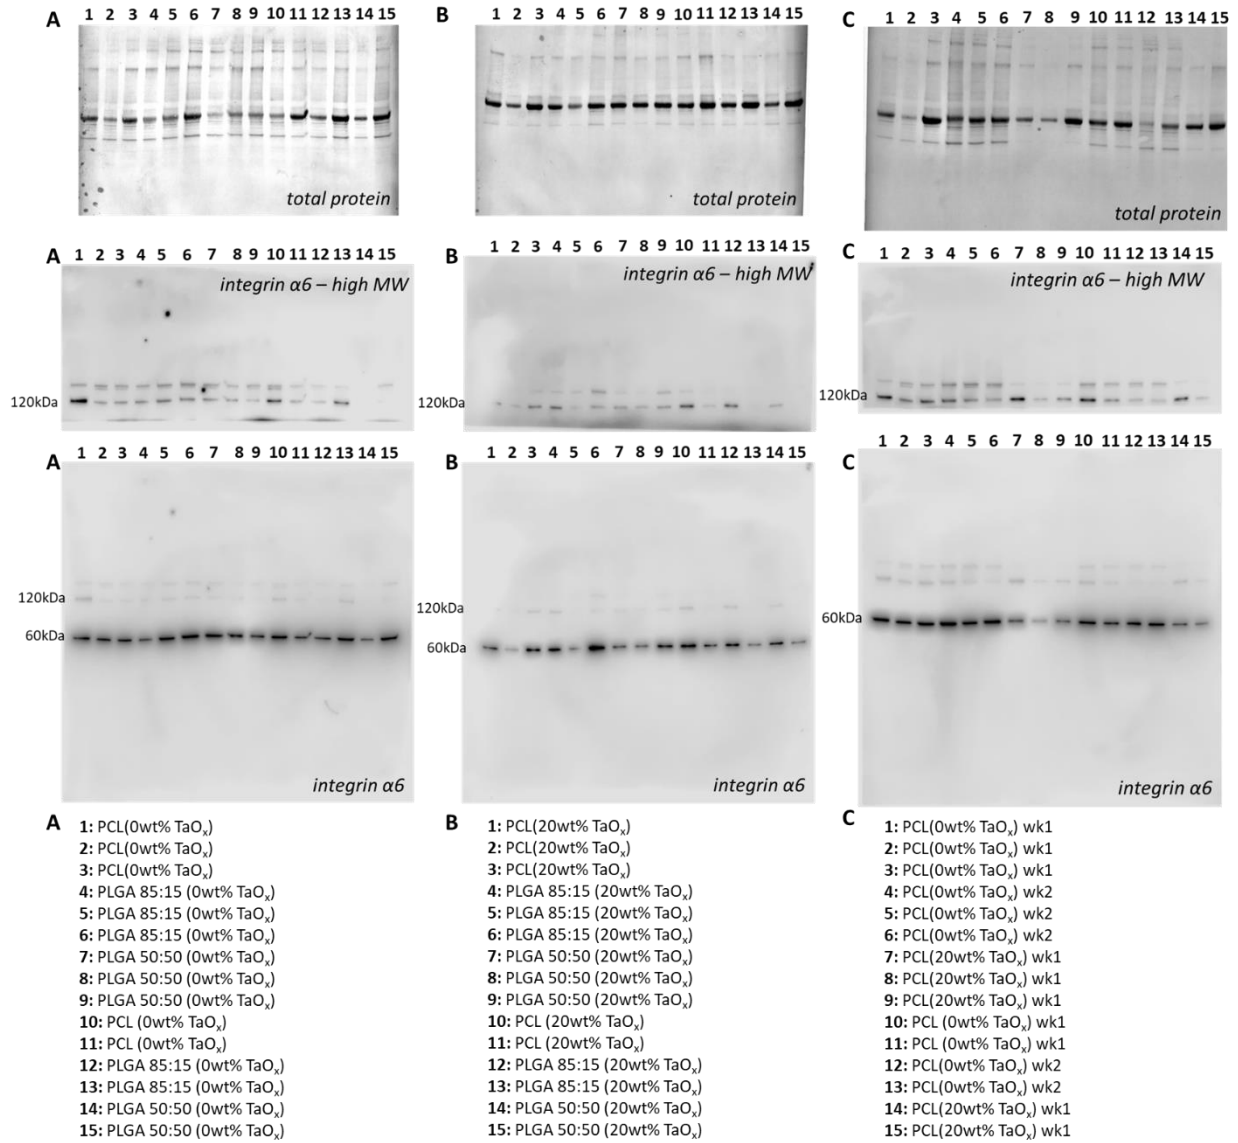 A
1 2 3 4 5 6 7 8 9 10 11 12 13 14 15
total protein
B
1 2 3 4 5 6 7 8 9 10 11 12 13 14 15
total protein
C
1 2 3 4 5 6 7 8 9 10 11 12 13 14 15
total protein
A
1 2 3 4 5 6 7 8 9 10 11 12 13 14 15
integrin α6 – high MW
120kDa
B
1 2 3 4 5 6 7 8 9 10 11 12 13 14 15
integrin α6 – high MW
120kDa
C
1 2 3 4 5 6 7 8 9 10 11 12 13 14 15
integrin α6 – high MW
120kDa
A
1 2 3 4 5 6 7 8 9 10 11 12 13 14 15
120kDa
60kDa
integrin α6
B
1 2 3 4 5 6 7 8 9 10 11 12 13 14 15
120kDa
60kDa
integrin α6
C
1 2 3 4 5 6 7 8 9 10 11 12 13 14 15
60kDa
integrin α6
A
1: PCL(0wt% TaOₓ)
2: PCL(0wt% TaOₓ)
3: PCL(0wt% TaOₓ)
4: PLGA 85:15 (0wt% TaOₓ)
5: PLGA 85:15 (0wt% TaOₓ)
6: PLGA 85:15 (0wt% TaOₓ)
7: PLGA 50:50 (0wt% TaOₓ)
8: PLGA 50:50 (0wt% TaOₓ)
9: PLGA 50:50 (0wt% TaOₓ)
10: PCL (0wt% TaOₓ)
11: PCL (0wt% TaOₓ)
12: PLGA 85:15 (0wt% TaOₓ)
13: PLGA 85:15 (0wt% TaOₓ)
14: PLGA 50:50 (0wt% TaOₓ)
15: PLGA 50:50 (0wt% TaOₓ)
B
1: PCL(20wt% TaOₓ)
2: PCL(20wt% TaOₓ)
3: PCL(20wt% TaOₓ)
4: PLGA 85:15 (20wt% TaOₓ)
5: PLGA 85:15 (20wt% TaOₓ)
6: PLGA 85:15 (20wt% TaOₓ)
7: PLGA 50:50 (20wt% TaOₓ)
8: PLGA 50:50 (20wt% TaOₓ)
9: PLGA 50:50 (20wt% TaOₓ)
10: PCL (20wt% TaOₓ)
11: PCL (20wt% TaOₓ)
12: PLGA 85:15 (20wt% TaOₓ)
13: PLGA 85:15 (20wt% TaOₓ)
14: PLGA 50:50 (20wt% TaOₓ)
15: PLGA 50:50 (20wt% TaOₓ)
C
1: PCL(0wt% TaOₓ) wk1
2: PCL(0wt% TaOₓ) wk1
3: PCL(0wt% TaOₓ) wk1
4: PCL(0wt% TaOₓ) wk2
5: PCL(0wt% TaOₓ) wk2
6: PCL(0wt% TaOₓ) wk2
7: PCL(20wt% TaOₓ) wk1
8: PCL(20wt% TaOₓ) wk1
9: PCL(20wt% TaOₓ) wk1
10: PCL (0wt% TaOₓ) wk1
11: PCL (0wt% TaOₓ) wk1
12: PCL(0wt% TaOₓ) wk2
13: PCL(0wt% TaOₓ) wk2
14: PCL(20wt% TaOₓ) wk1
15: PCL(20wt% TaOₓ) wk1